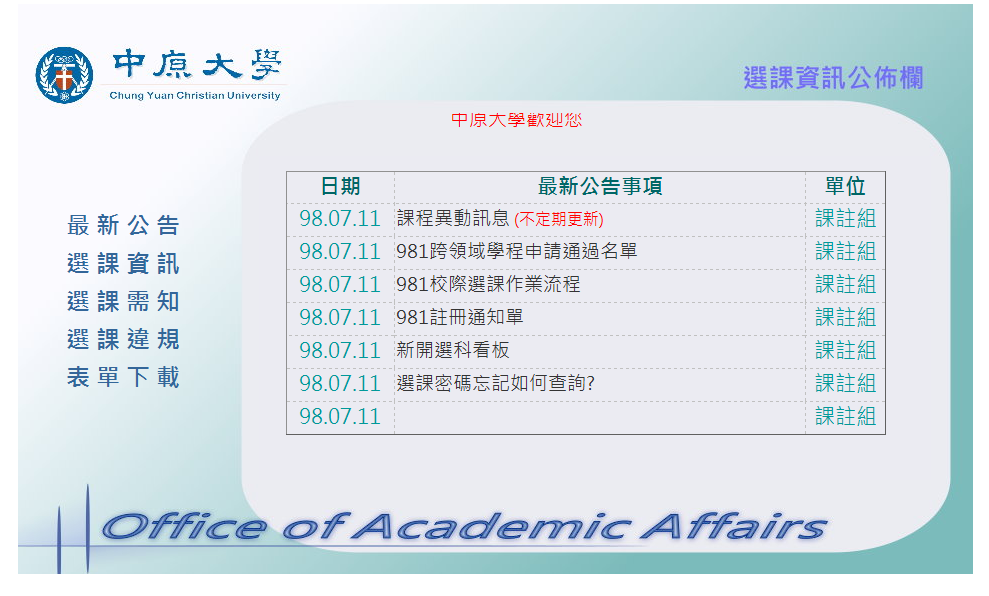 中原大學
Chung Yuan Christian University
選課資訊公佈欄
中原大學歡迎您
最新公告
選課資訊
選課需知
選課違規
表單下載
日期 最新公告事項 單位
98.07.11 課程異動訊息 (不定期更新) 課註組
98.07.11 981跨領域學程申請通過名單 課註組
98.07.11 981校際選課作業流程 課註組
98.07.11 981註冊通知單 課註組
98.07.11 新開選科看板 課註組
98.07.11 選課密碼忘記如何查詢? 課註組
98.07.11 課註組
Office of Academic Affairs